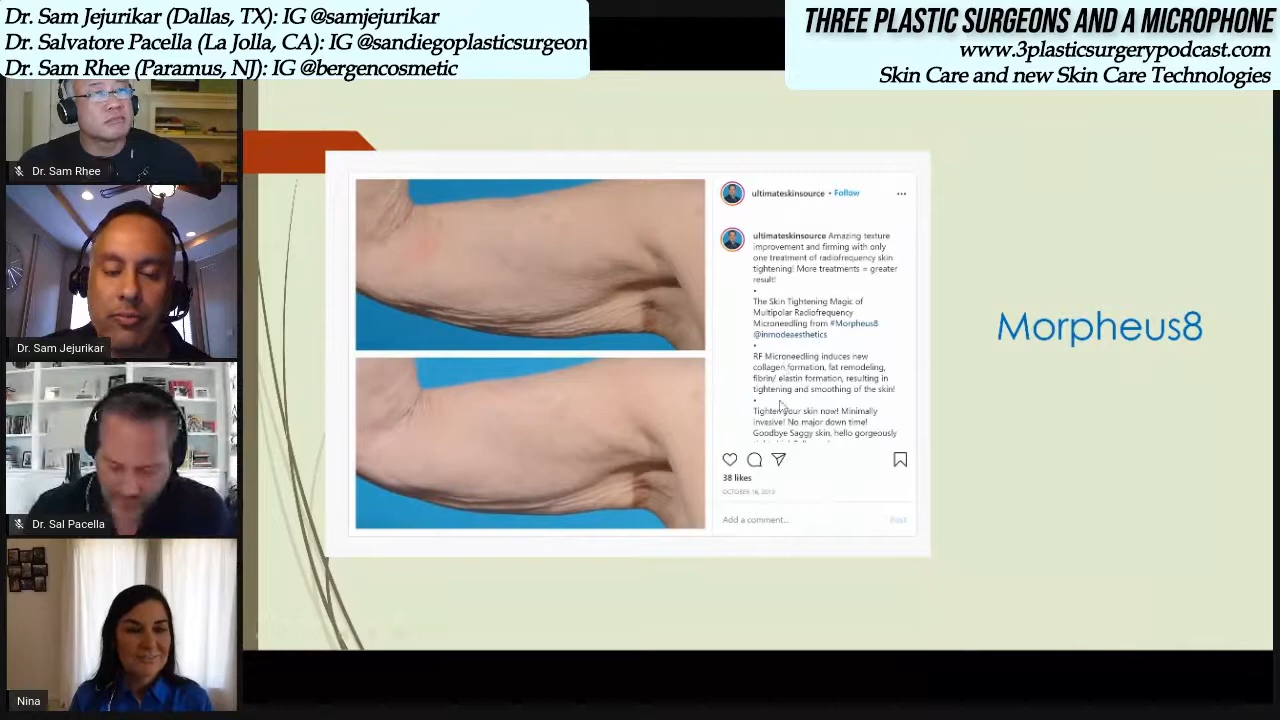 Dr. Sam Jejurikar (Dallas, TX): IG @samjejurikar
Dr. Salvatore Pacella (La Jolla, CA): IG @sandiegoplasticsurgeon
Dr. Sam Rhee (Paramus, NJ): IG @bergencosmetic
THREE PLASTIC SURGEONS AND A MICROPHONE
www.3plasticsurgerypodcast.com
Skin Care and new Skin Care Technologies
Dr. Sam Rhee
Dr. Sam Jejurikar
Dr. Sal Pacella
Nina
ultimateskinsource • Follow
ultimateskinsource Amazing texture
improvement and firming with only
one treatment of radiofrequency skin
tightening! More treatments = greater
result!
•
The Skin Tightening Magic of
Multipolar Radiofrequency
Microneedling from #Morpheus8
@inmodeaesthetics
•
RF Microneedling induces new
collagen formation, fat remodeling,
fibrin/ elastin formation, resulting in
tightening and smoothing of the skin!
•
Tighten your skin now! Minimally
invasive! No major down time!
Goodbye Saggy skin, hello gorgeously
38 likes
OCTOBER 16, 2019
Add a comment...
Post
Morpheus8